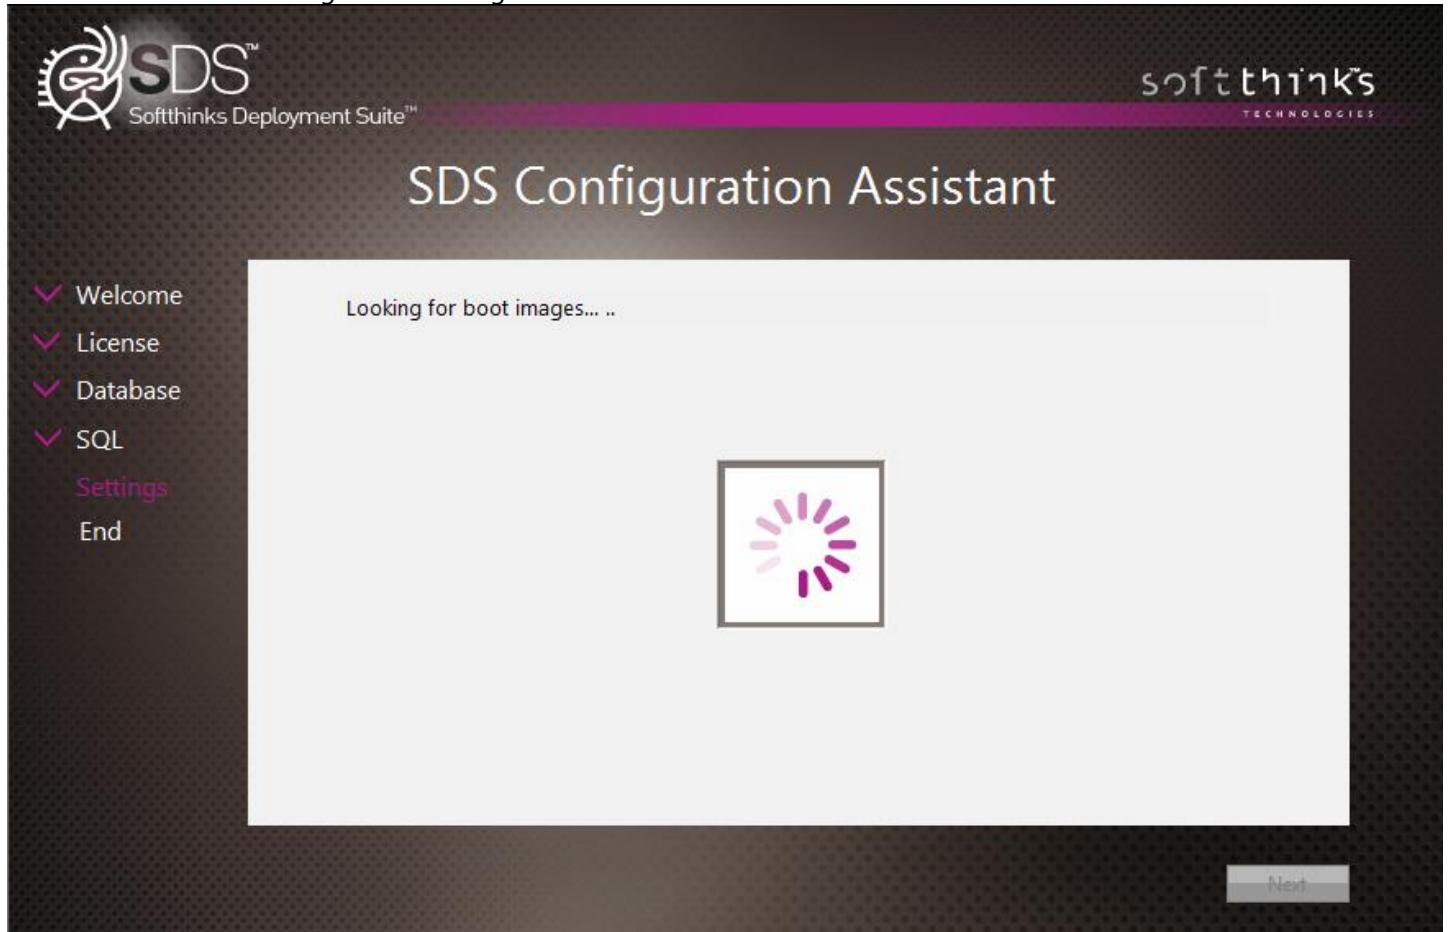 SDS™
Softthinks Deployment Suite™
softthinks™
TECHNOLOGIES
SDS Configuration Assistant
Welcome
License
Database
SQL
Settings
End
Looking for boot images... ..
Next